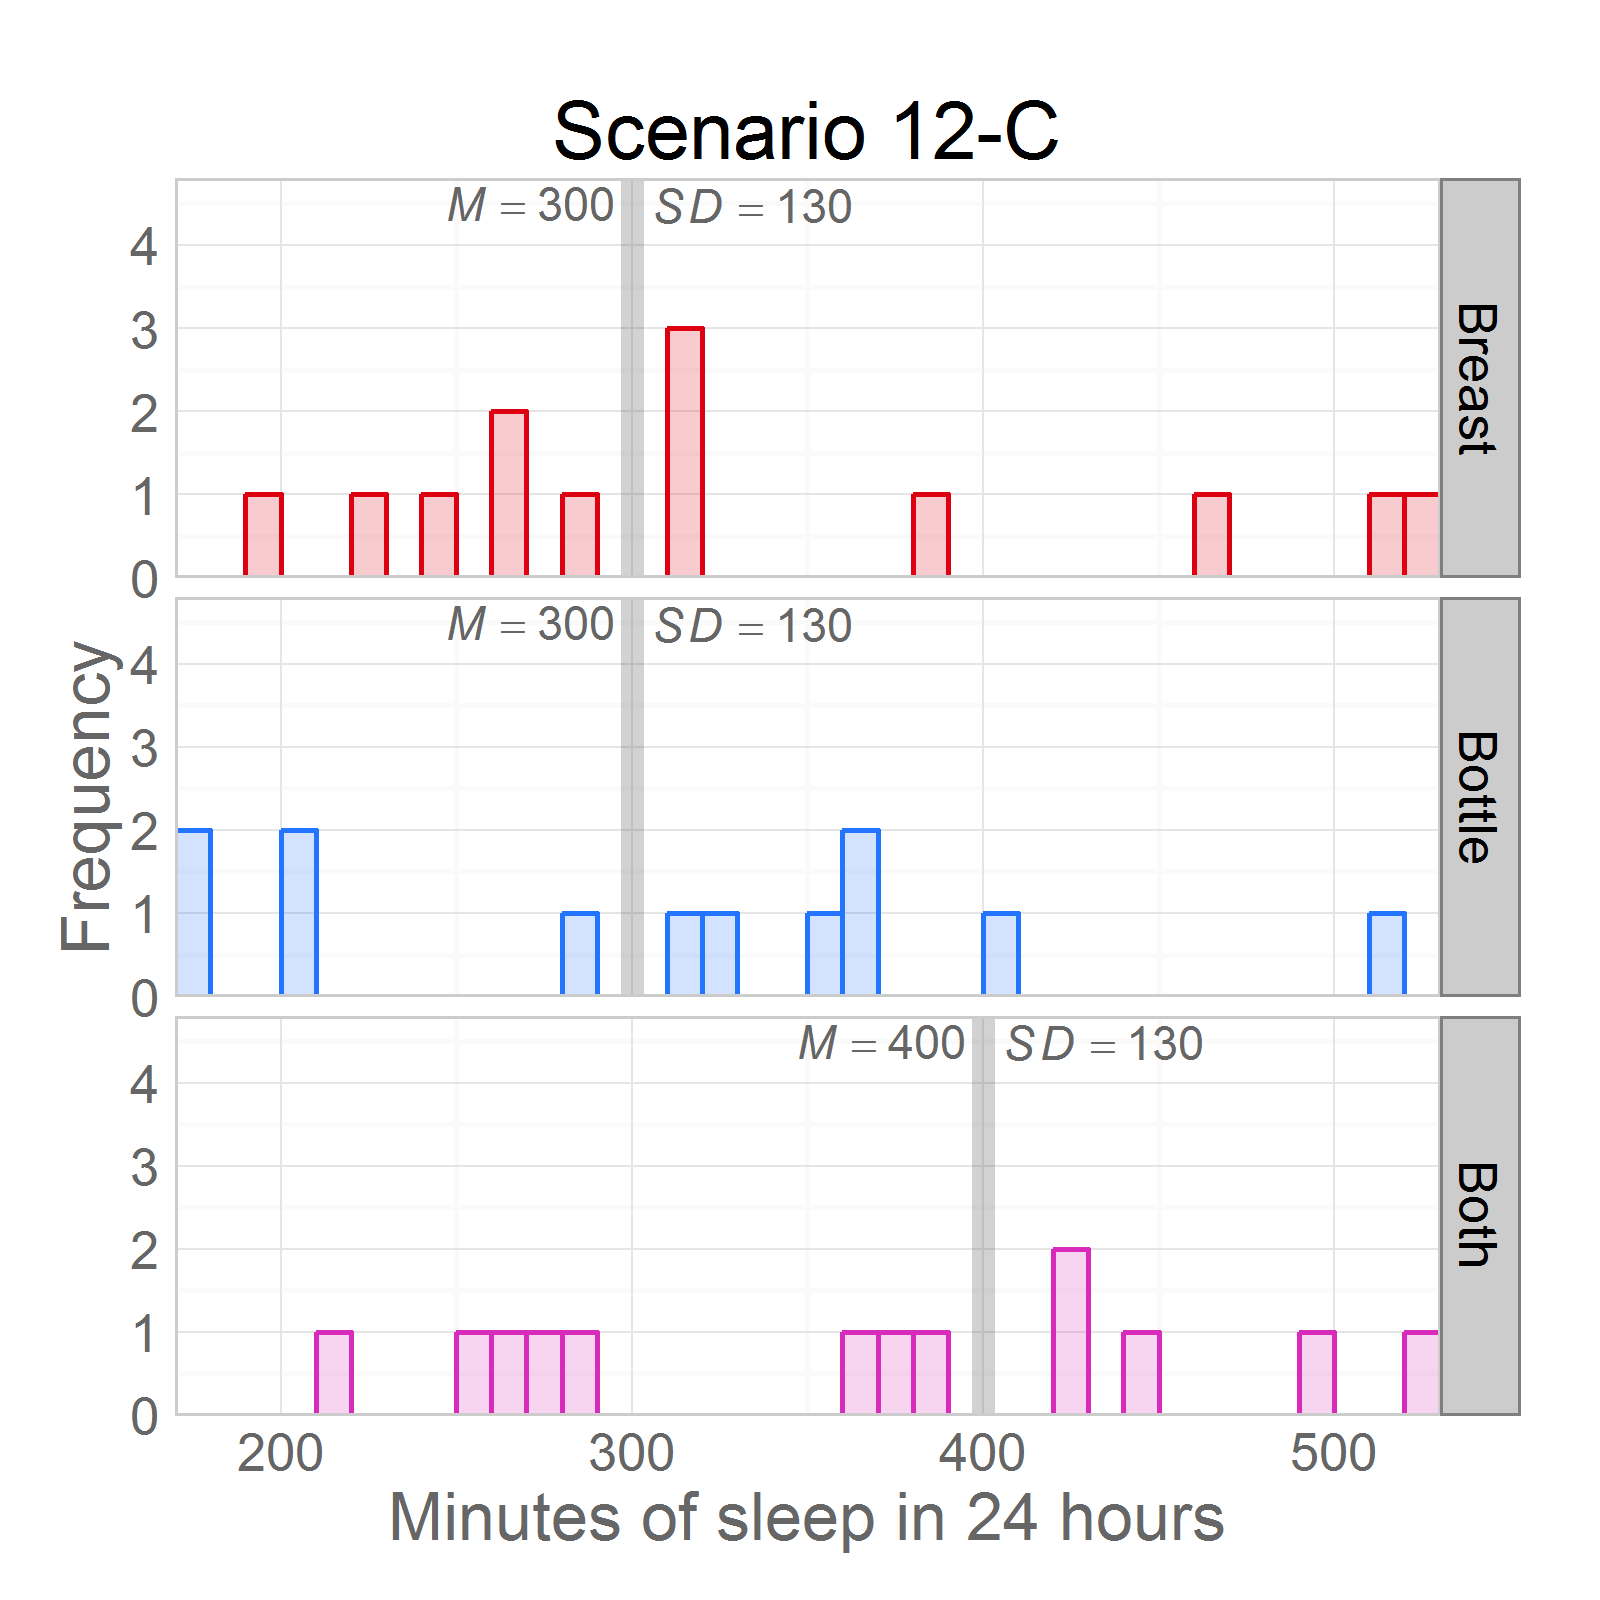 Scenario 12-C
M = 300 SD = 130
4
3
2
1
0
Breast
M = 300 SD = 130
4
3
2
1
0
Bottle
Frequency
M = 400 SD = 130
4
3
2
1
0
Both
200 300 400 500
Minutes of sleep in 24 hours